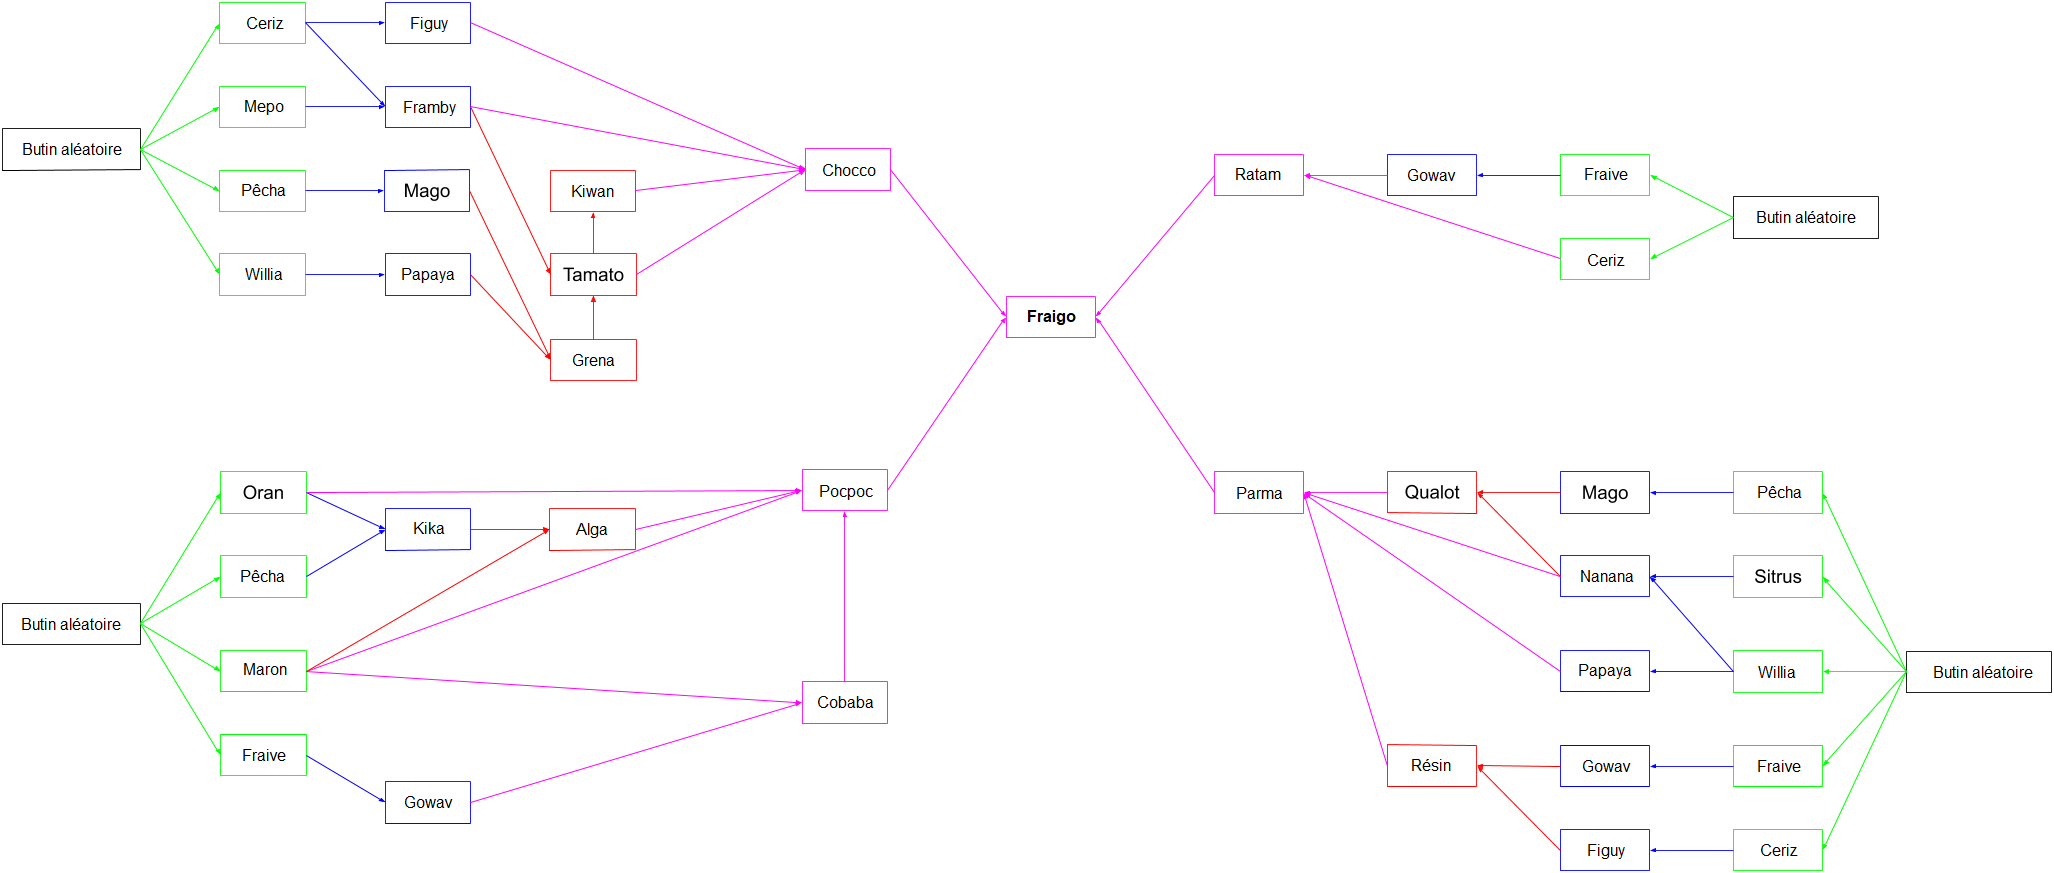 Ceriz
Figuy
Mepo
Framby
Butin aléatoire
Pêcha
Mago
Kiwan
Chocco
Willia
Papaya
Tamato
Grena
Fraigo
Ratam
Gowav
Fraive
Butin aléatoire
Ceriz
Oran
Kika
Alga
Pocpoc
Pêcha
Butin aléatoire
Maron
Cobaba
Fraive
Gowav
Parma
Qualot
Mago
Pêcha
Nanana
Sitrus
Papaya
Willia
Butin aléatoire
Résin
Gowav
Fraive
Figuy
Ceriz